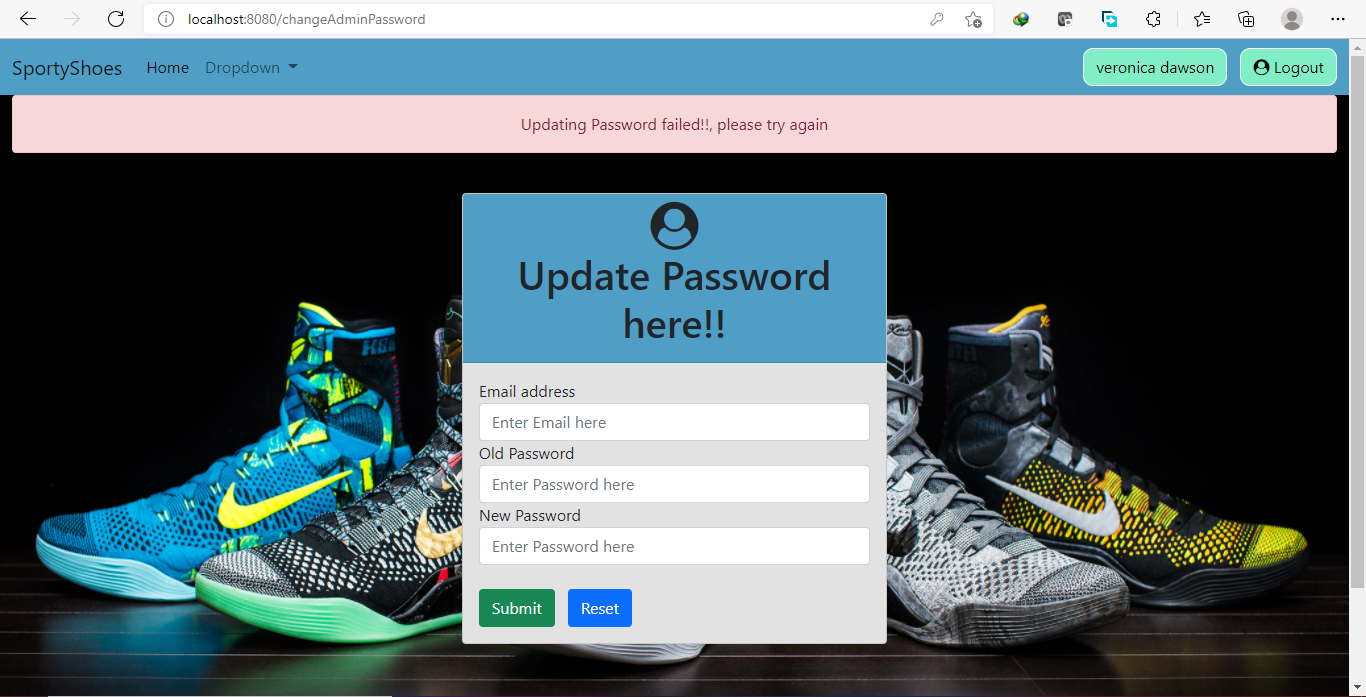 localhost:8080/changeAdminPassword
SportyShoes Home Dropdown veronica dawson Logout
Updating Password failed!!, please try again
Update Password
here!!
Email address
Enter Email here
Old Password
Enter Password here
New Password
Enter Password here
Submit Reset